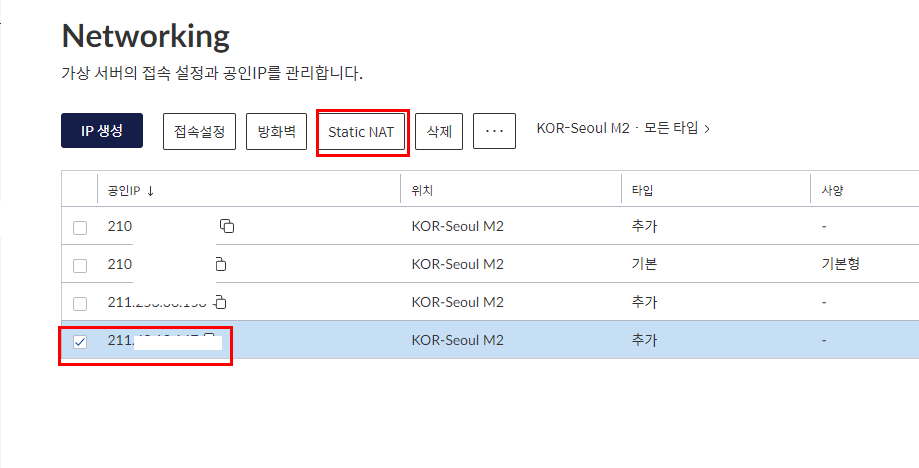 Networking
가상 서버의 접속 설정과 공인IP를 관리합니다.
IP 생성 접속설정 방화벽 Static NAT 삭제 ··· KOR-Seoul M2 · 모든 타입 >
공인IP ↓ 위치 타입 사양
210 KOR-Seoul M2 추가 -
210 KOR-Seoul M2 기본 기본형
211. KOR-Seoul M2 추가 -
211. KOR-Seoul M2 추가 -